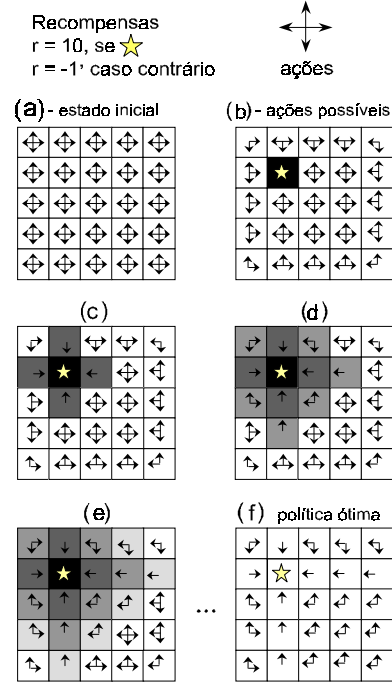 Recompensas
r = 10, se
r = -1, caso contrário
ações
(a) - estado inicial
(b) - ações possíveis
(c)
(d)
(e)
(f) política ótima
...